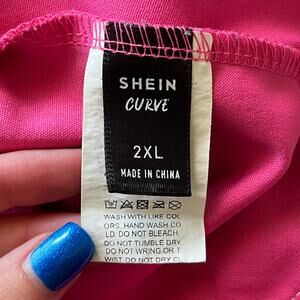 SHEIN
CURVE
2XL
MADE IN CHINA
WASH WITH LIKE COL
ORS. HAND WASH CO
LD. DO NOT BLEACH.
DO NOT TUMBLE DRY
DO NOT WRING OR T
WIST. DO NOT DRY CL